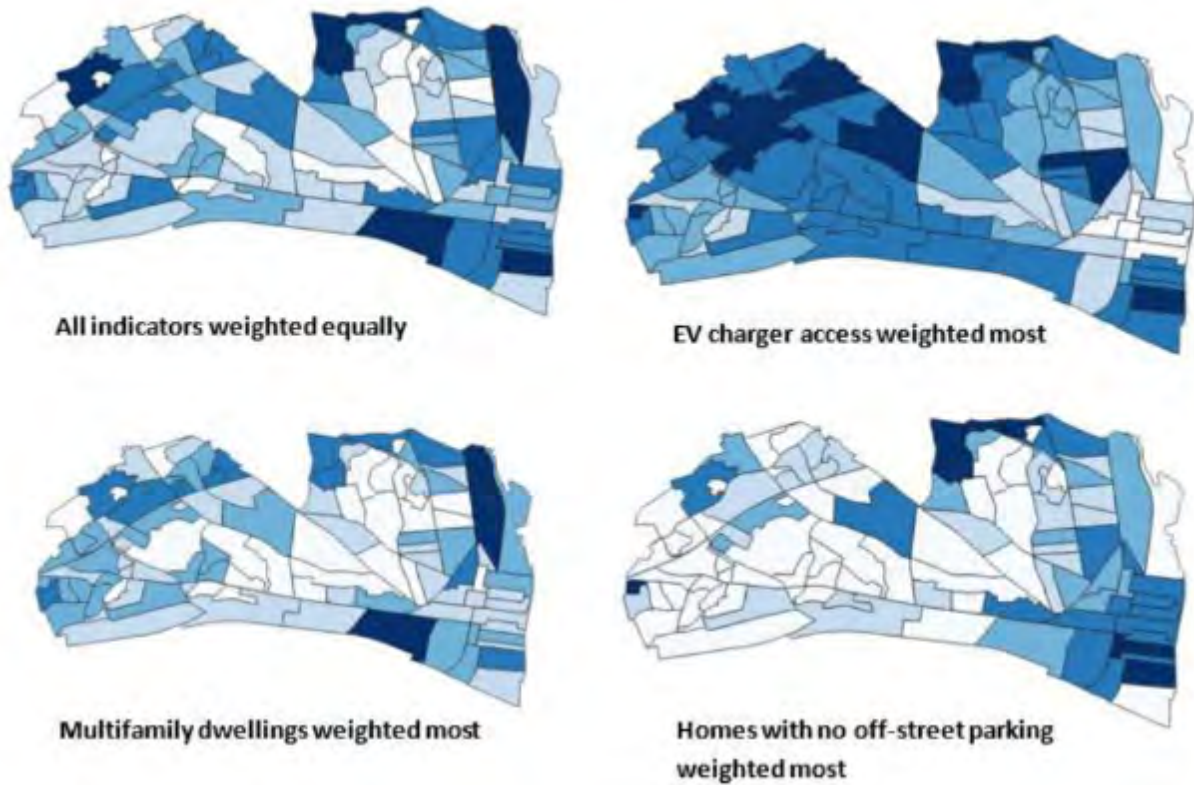 All indicators weighted equally
EV charger access weighted most
Multifamily dwellings weighted most
Homes with no off-street parking
weighted most